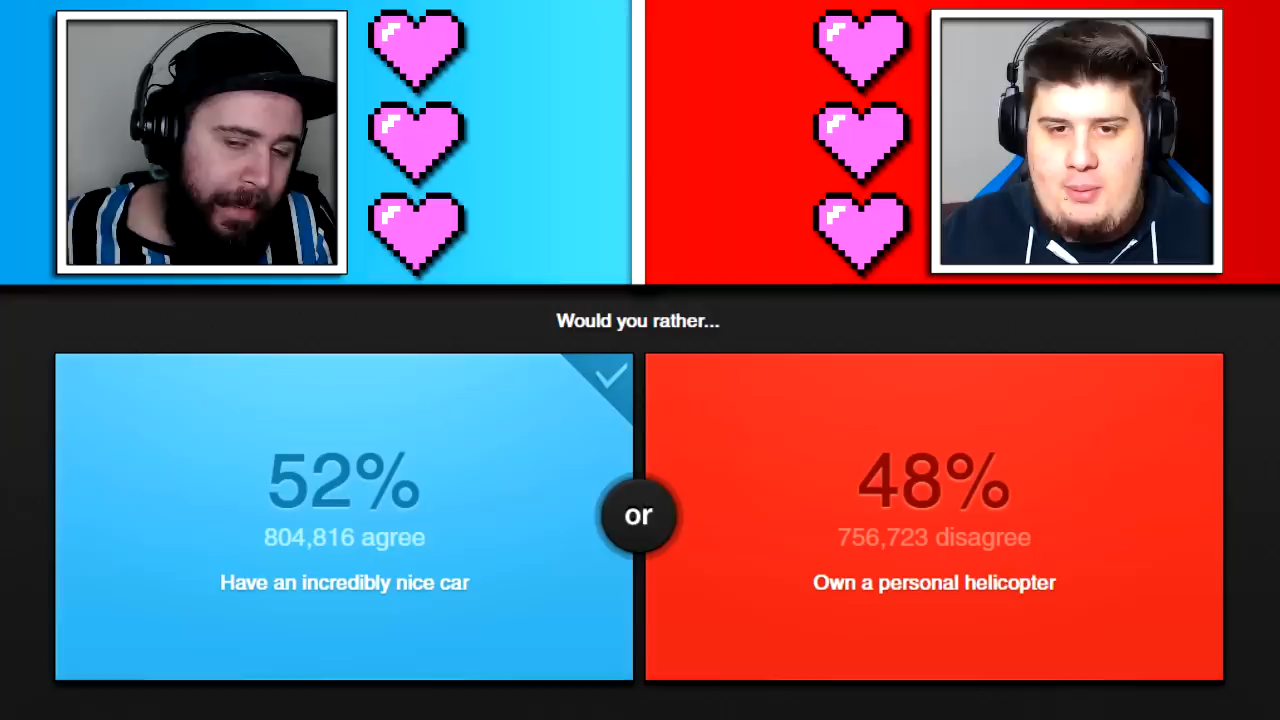 Would you rather...
52%
804,816 agree
Have an incredibly nice car
or
48%
756,723 disagree
Own a personal helicopter